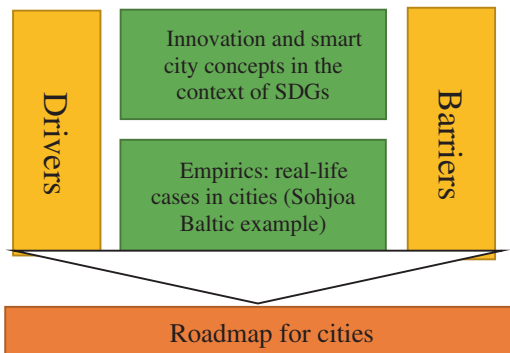 Drivers
Innovation and smart
city concepts in the
context of SDGs
Empirics: real-life
cases in cities (Sohjoa
Baltic example)
Barriers
Roadmap for cities